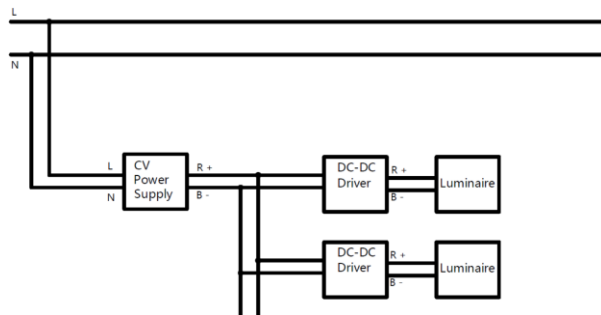 L
N
L
N
CV
Power
Supply
R +
B -
DC-DC
Driver
R +
B -
Luminaire
DC-DC
Driver
R +
B -
Luminaire